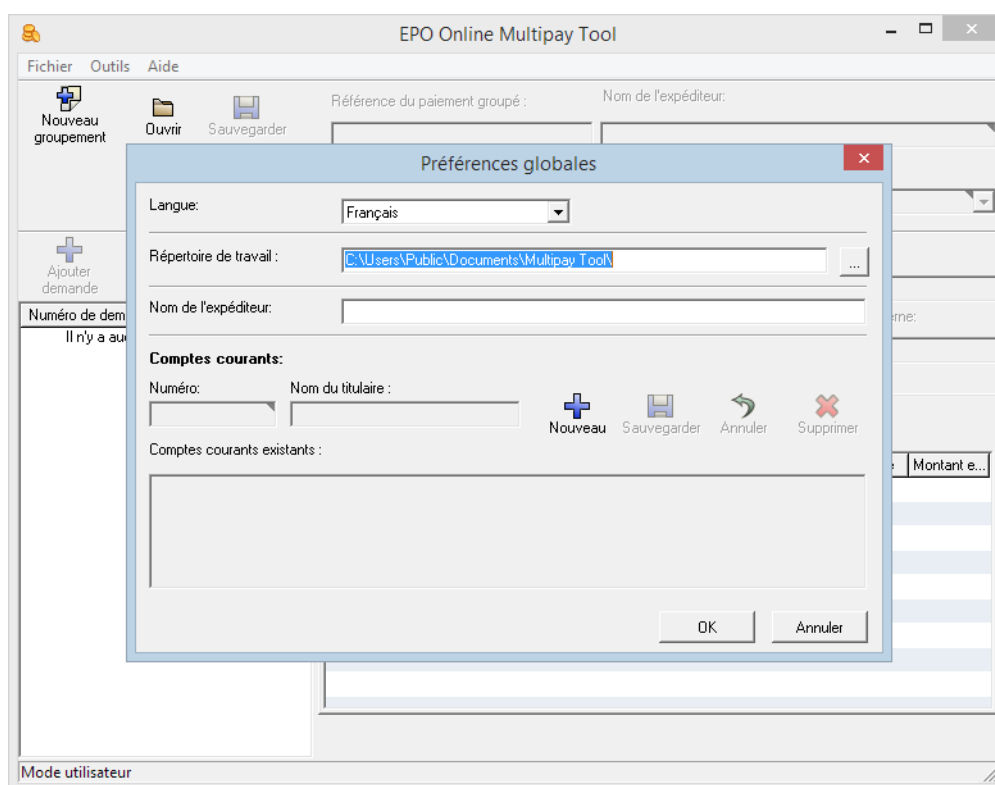 EPO Online Multipay Tool
Fichier Outils Aide
Nouveau groupement
Ouvrir
Sauvegarder
Référence du paiement groupé :
Nom de l'expéditeur:
Préférences globales
Langue:
Français
Répertoire de travail :
C:\Users\Public\Documents\Multipay Tool\
...
Nom de l'expéditeur:
Comptes courants:
Numéro:
Nom du titulaire :
Nouveau
Sauvegarder
Annuler
Supprimer
Comptes courants existants :
OK
Annuler
Ajouter demande
Numéro de dem
Il n'y a au
rne:
Montant e...
Mode utilisateur